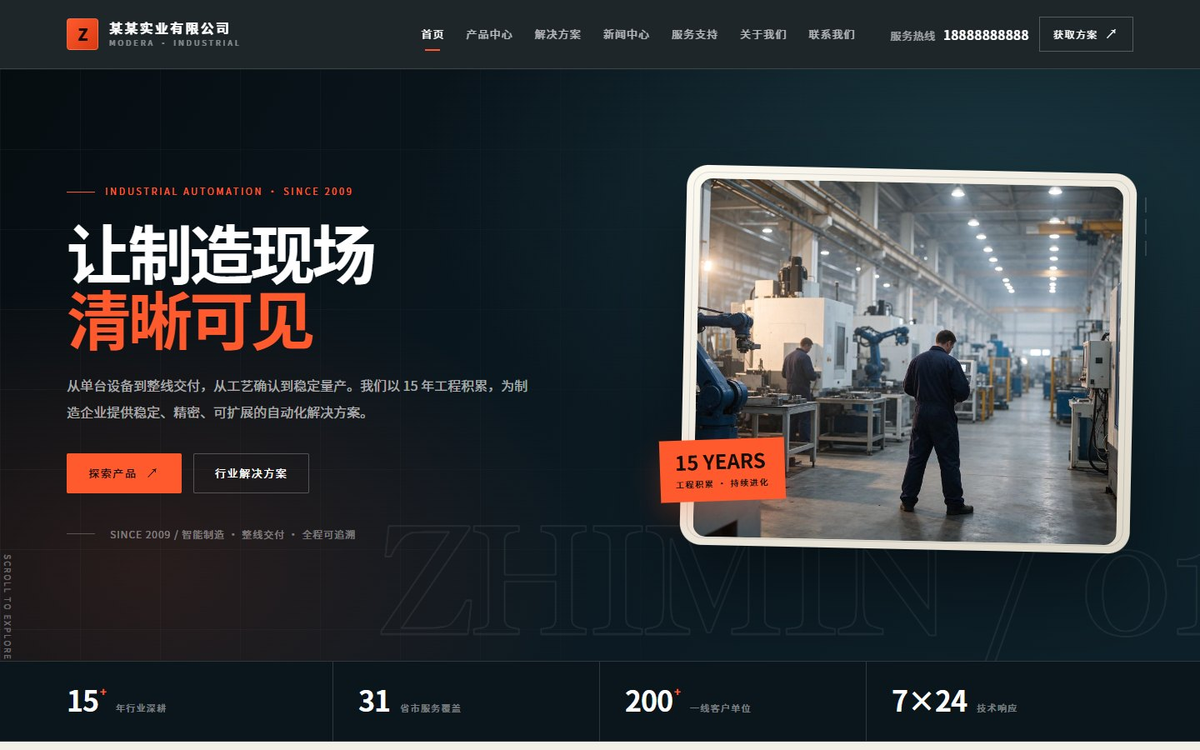 Z
某某实业有限公司
MODERA · INDUSTRIAL
首页
产品中心
解决方案
新闻中心
服务支持
关于我们
联系我们
服务热线 18888888888
获取方案 ↗
INDUSTRIAL AUTOMATION · SINCE 2009
让制造现场
清晰可见
从单台设备到整线交付，从工艺确认到稳定量产。我们以 15 年工程积累，为制
造企业提供稳定、精密、可扩展的自动化解决方案。
探索产品 ↗
行业解决方案
SINCE 2009 / 智能制造 · 整线交付 · 全程可追溯
15 YEARS
工程积累 · 持续进化
SCROLL TO EXPLORE
ZHIMIN / 
15+ 年行业深耕
31 省市服务覆盖
200+ 一线客户单位
7×24 技术响应